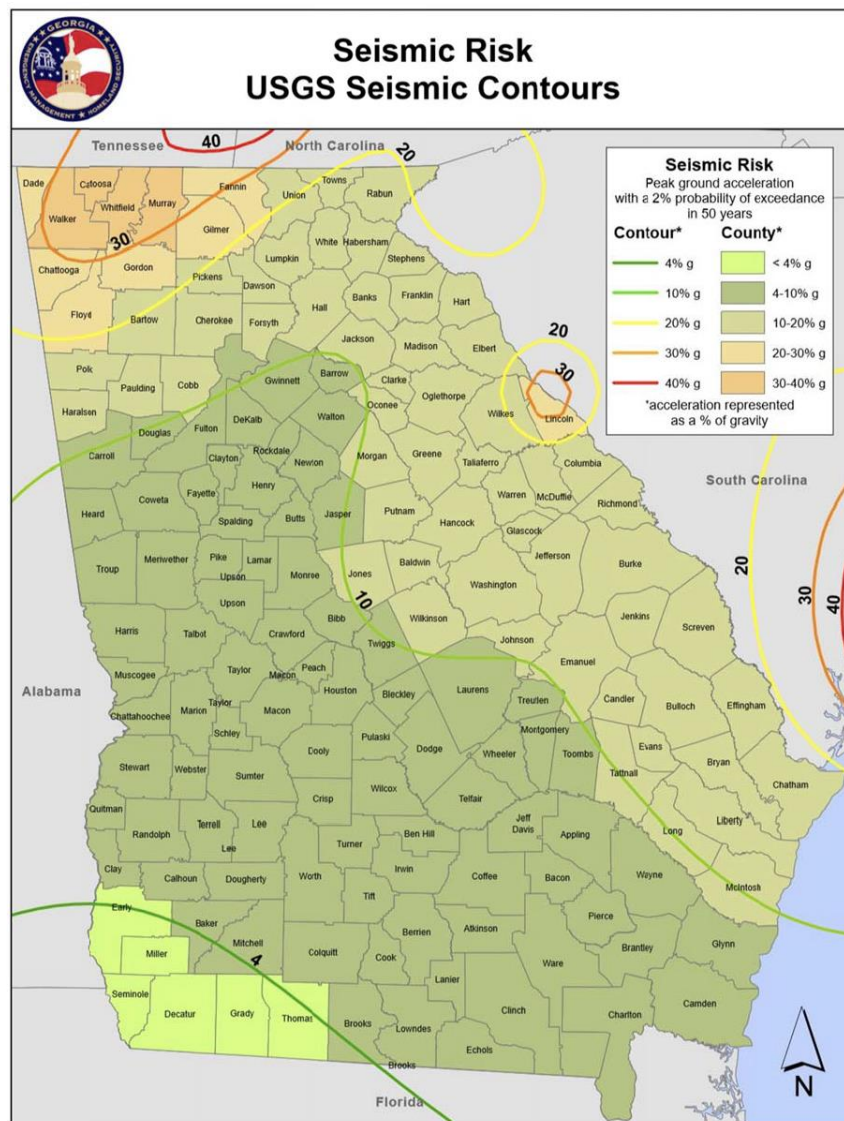 GEORGIA
EMERGENCY MANAGEMENT
HOMELAND SECURITY
Seismic Risk
USGS Seismic Contours
Tennessee
40
North Carolina
20
Seismic Risk
Peak ground acceleration
with a 2% probability of exceedance
in 50 years
Contour*
County*
4% g
< 4% g
10% g
4-10% g
20% g
10-20% g
30% g
20-30% g
40% g
30-40% g
*acceleration represented
as a % of gravity
Dade
Catoosa
Whitfield
Murray
Fannin
Union
Towns
Rabun
Walker
30
Gilmer
White
Habersham
Lumpkin
Stephens
Chattooga
Gordon
Pickens
Dawson
Banks
Franklin
Hart
Hall
Floyd
Bartow
Cherokee
Forsyth
20
Jackson
Madison
Elbert
30
Polk
Paulding
Cobb
Gwinnett
Barrow
Clarke
Oglethorpe
Oconee
Wilkes
Lincoln
Haralson
Walton
DeKalb
Fulton
Douglas
Carroll
Rockdale
Clayton
Newton
Morgan
Greene
Taliaferro
Columbia
South Carolina
Henry
Fayette
Coweta
Warren
McDuffie
Richmond
Putnam
Heard
Spalding
Butts
Jasper
Hancock
Glascock
Jefferson
Burke
20
30
40
Troup
Meriwether
Pike
Lamar
Upson
Monroe
Jones
Baldwin
Washington
10
Upson
Bibb
Wilkinson
Jenkins
Screven
Harris
Talbot
Crawford
Twiggs
Johnson
Emanuel
Muscogee
Taylor
Macon
Peach
Houston
Alabama
Bleckley
Laurens
Treutlen
Candler
Bulloch
Effingham
Chattahoochee
Marion
Taylor
Macon
Schley
Pulaski
Montgomery
Dooly
Dodge
Wheeler
Toombs
Evans
Bryan
Stewart
Webster
Sumter
Tattnall
Chatham
Crisp
Wilcox
Telfair
Quitman
Randolph
Terrell
Lee
Lee
Ben Hill
Jeff
Davis
Appling
Long
Liberty
Turner
Irwin
Clay
Calhoun
Dougherty
Worth
Tift
Coffee
Bacon
Wayne
McIntosh
Early
Baker
Pierce
Mitchell
Berrien
Atkinson
Miller
4
Colquitt
Cook
Ware
Brantley
Glynn
Lanier
Seminole
Decatur
Grady
Thomas
Brooks
Lowndes
Clinch
Charlton
Camden
Echols
Brooks
Florida
N